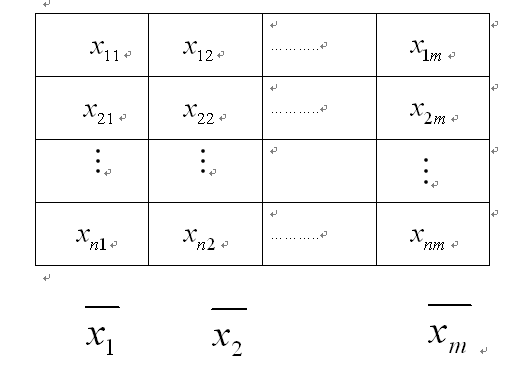 x₁₁ x₁₂ ........... x₁ₘ
x₂₁ x₂₂ ........... x₂ₘ
⋮ ⋮ ⋮
xₙ₁ xₙ₂ ........... xₙₘ
x̅₁ x̅₂ x̅ₘ